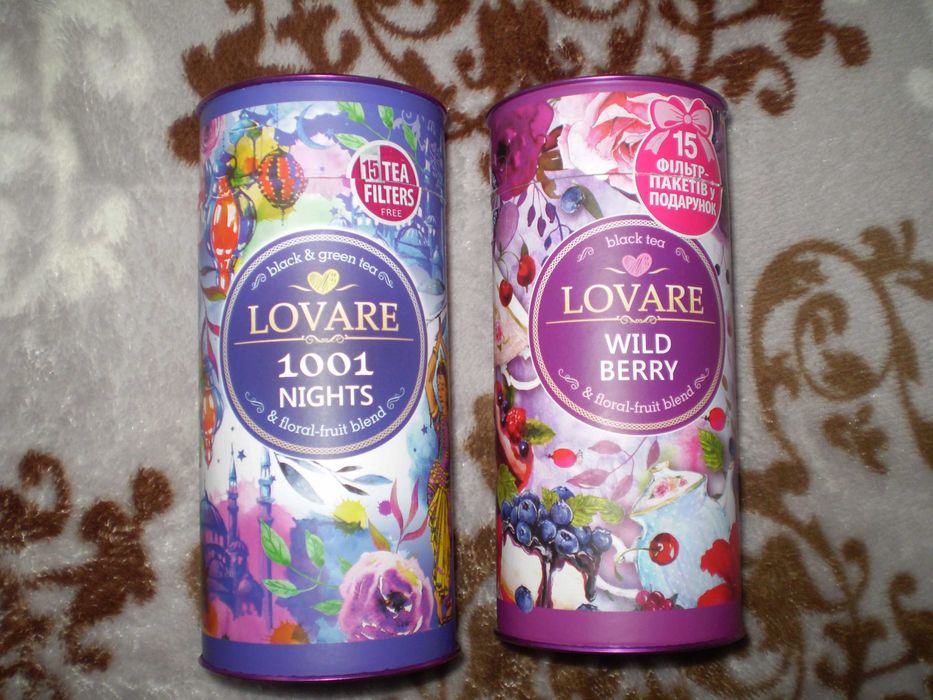 15 TEA
FILTERS
FREE
black & green tea
LOVARE
1001
NIGHTS
& floral-fruit blend
15
ФІЛЬТР-
ПАКЕТІВ У
ПОДАРУНОК
black tea
LOVARE
WILD
BERRY
& floral-fruit blend